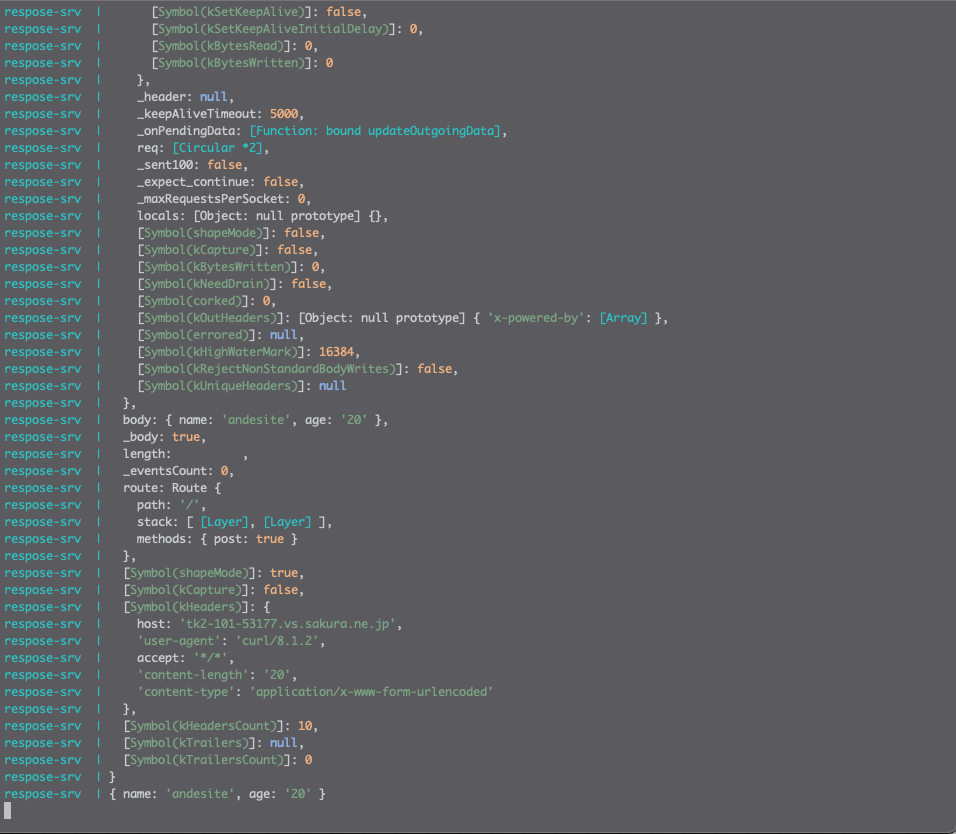 respose-srv  |       [Symbol(kSetKeepAlive)]: false,
respose-srv  |       [Symbol(kSetKeepAliveInitialDelay)]: 0,
respose-srv  |       [Symbol(kBytesRead)]: 0,
respose-srv  |       [Symbol(kBytesWritten)]: 0
respose-srv  |     },
respose-srv  |     _header: null,
respose-srv  |     _keepAliveTimeout: 5000,
respose-srv  |     _onPendingData: [Function: bound updateOutgoingData],
respose-srv  |     req: [Circular *2],
respose-srv  |     _sent100: false,
respose-srv  |     _expect_continue: false,
respose-srv  |     _maxRequestsPerSocket: 0,
respose-srv  |     locals: [Object: null prototype] {},
respose-srv  |     [Symbol(shapeMode)]: false,
respose-srv  |     [Symbol(kCapture)]: false,
respose-srv  |     [Symbol(kBytesWritten)]: 0,
respose-srv  |     [Symbol(kNeedDrain)]: false,
respose-srv  |     [Symbol(corked)]: 0,
respose-srv  |     [Symbol(kOutHeaders)]: [Object: null prototype] { 'x-powered-by': [Array] },
respose-srv  |     [Symbol(errored)]: null,
respose-srv  |     [Symbol(kHighWaterMark)]: 16384,
respose-srv  |     [Symbol(kRejectNonStandardBodyWrites)]: false,
respose-srv  |     [Symbol(kUniqueHeaders)]: null
respose-srv  |   },
respose-srv  |   body: { name: 'andesite', age: '20' },
respose-srv  |   _body: true,
respose-srv  |   length:          ,
respose-srv  |   _eventsCount: 0,
respose-srv  |   route: Route {
respose-srv  |     path: '/',
respose-srv  |     stack: [ [Layer], [Layer] ],
respose-srv  |     methods: { post: true }
respose-srv  |   },
respose-srv  |   [Symbol(shapeMode)]: true,
respose-srv  |   [Symbol(kCapture)]: false,
respose-srv  |   [Symbol(kHeaders)]: {
respose-srv  |     host: 'tk2-101-53177.vs.sakura.ne.jp',
respose-srv  |     'user-agent': 'curl/8.1.2',
respose-srv  |     accept: '*/*',
respose-srv  |     'content-length': '20',
respose-srv  |     'content-type': 'application/x-www-form-urlencoded'
respose-srv  |   },
respose-srv  |   [Symbol(kHeadersCount)]: 10,
respose-srv  |   [Symbol(kTrailers)]: null,
respose-srv  |   [Symbol(kTrailersCount)]: 0
respose-srv  | }
respose-srv  | { name: 'andesite', age: '20' }